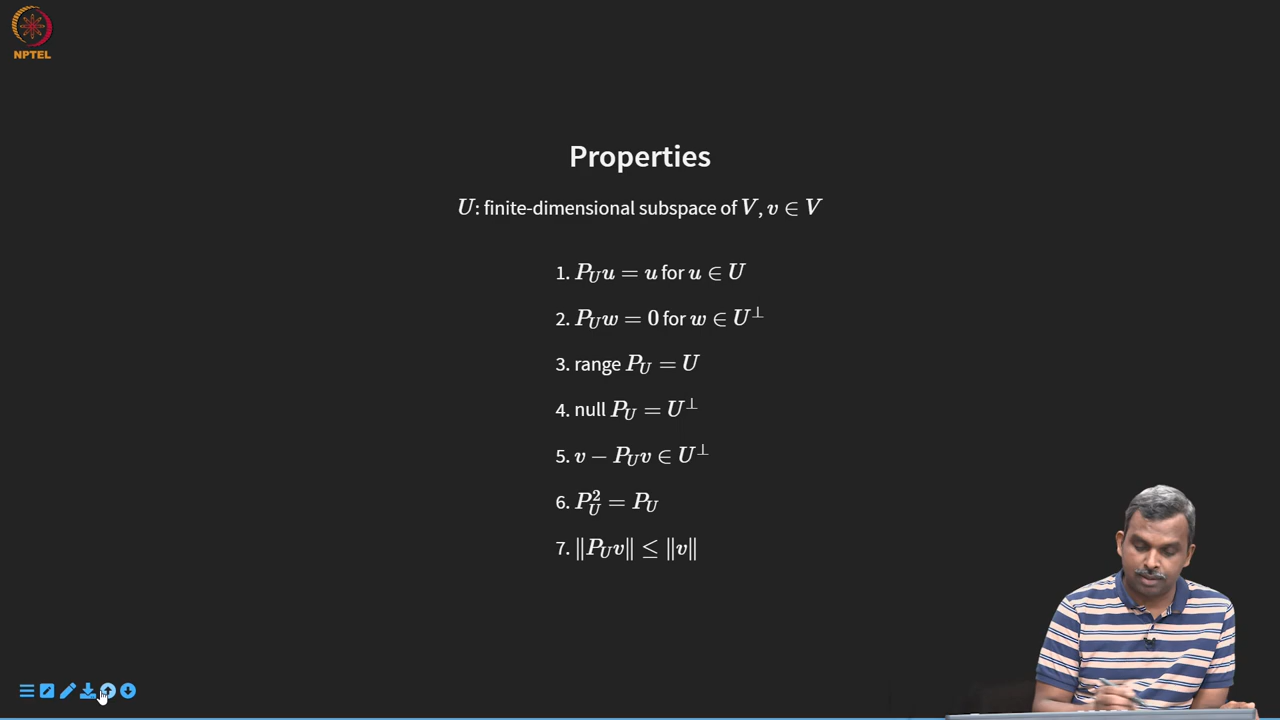 NPTEL
Properties
U: finite-dimensional subspace of V, v ∈ V
1. P_U u = u for u ∈ U
2. P_U w = 0 for w ∈ U^⊥
3. range P_U = U
4. null P_U = U^⊥
5. v − P_U v ∈ U^⊥
6. P_U^2 = P_U
7. ‖P_U v‖ ≤ ‖v‖